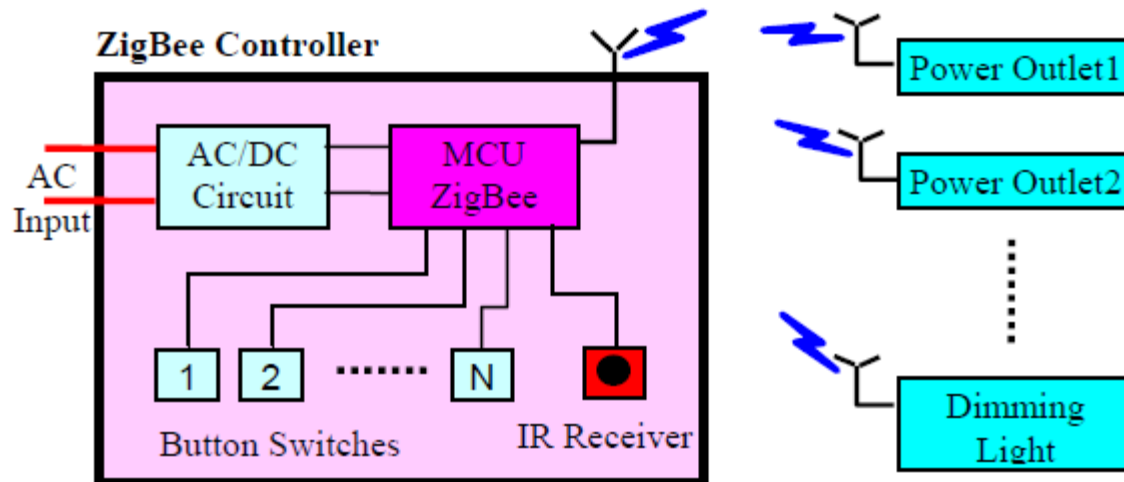 ZigBee Controller
AC
Input
AC/DC
Circuit
MCU
ZigBee
1
2
N
Button Switches
IR Receiver
Power Outlet1
Power Outlet2
Dimming
Light